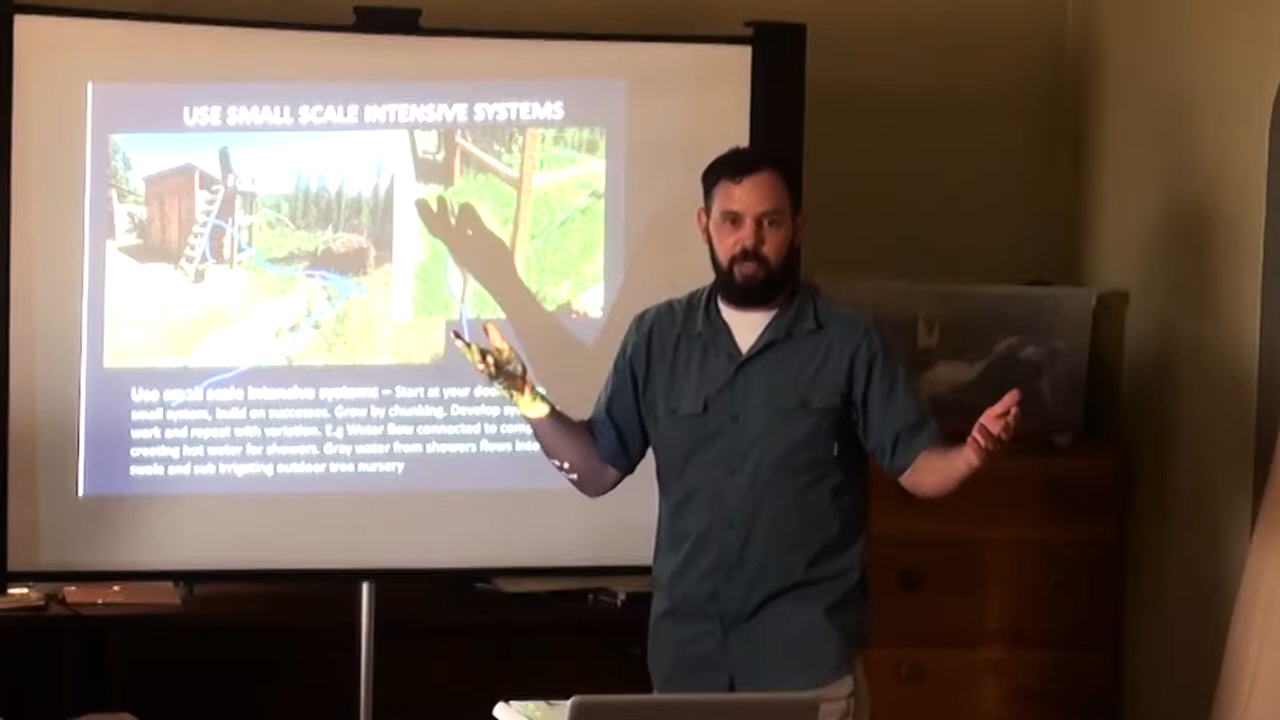 USE SMALL SCALE INTENSIVE SYSTEMS
Use small scale intensive systems – Start at your
small system, build on successes. Grow by chunking. Develop
work and repeat with variation. E.g Water flow connected to
creating hot water for showers. Gray water from showers flows into
swale and sub irrigating outdoor tree nursery